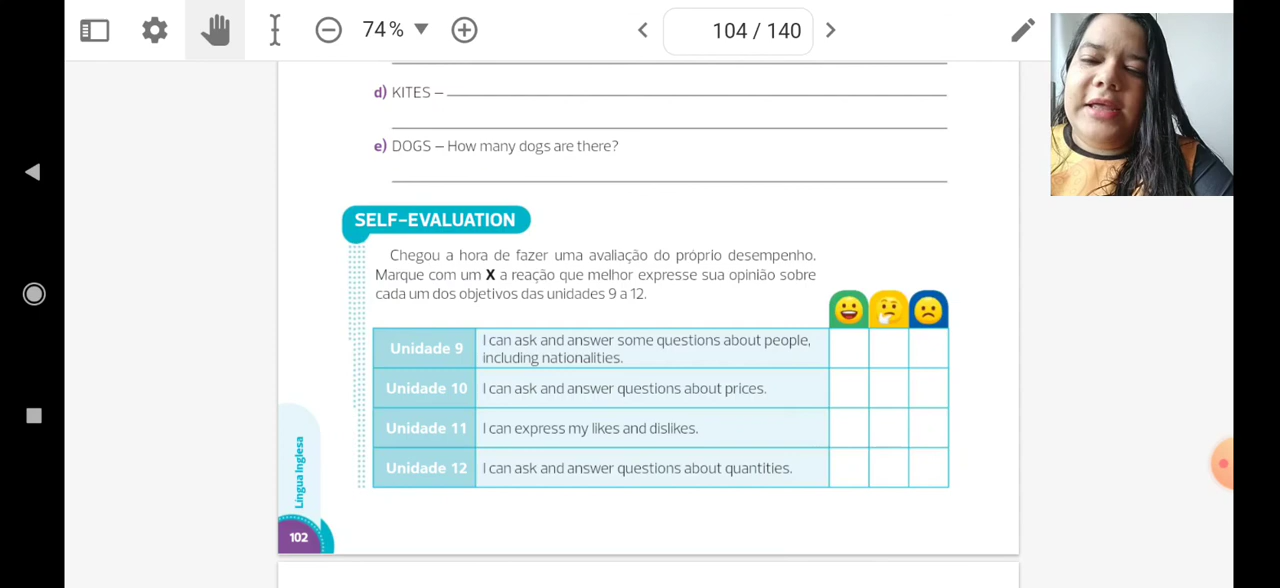 74%
104 / 140
d) KITES –
e) DOGS – How many dogs are there?
SELF-EVALUATION
Chegou a hora de fazer uma avaliação do próprio desempenho.
Marque com um X a reação que melhor expresse sua opinião sobre
cada um dos objetivos das unidades 9 a 12.
Unidade 9
I can ask and answer some questions about people,
including nationalities.
Unidade 10
I can ask and answer questions about prices.
Unidade 11
I can express my likes and dislikes.
Unidade 12
I can ask and answer questions about quantities.
Língua Inglesa
102